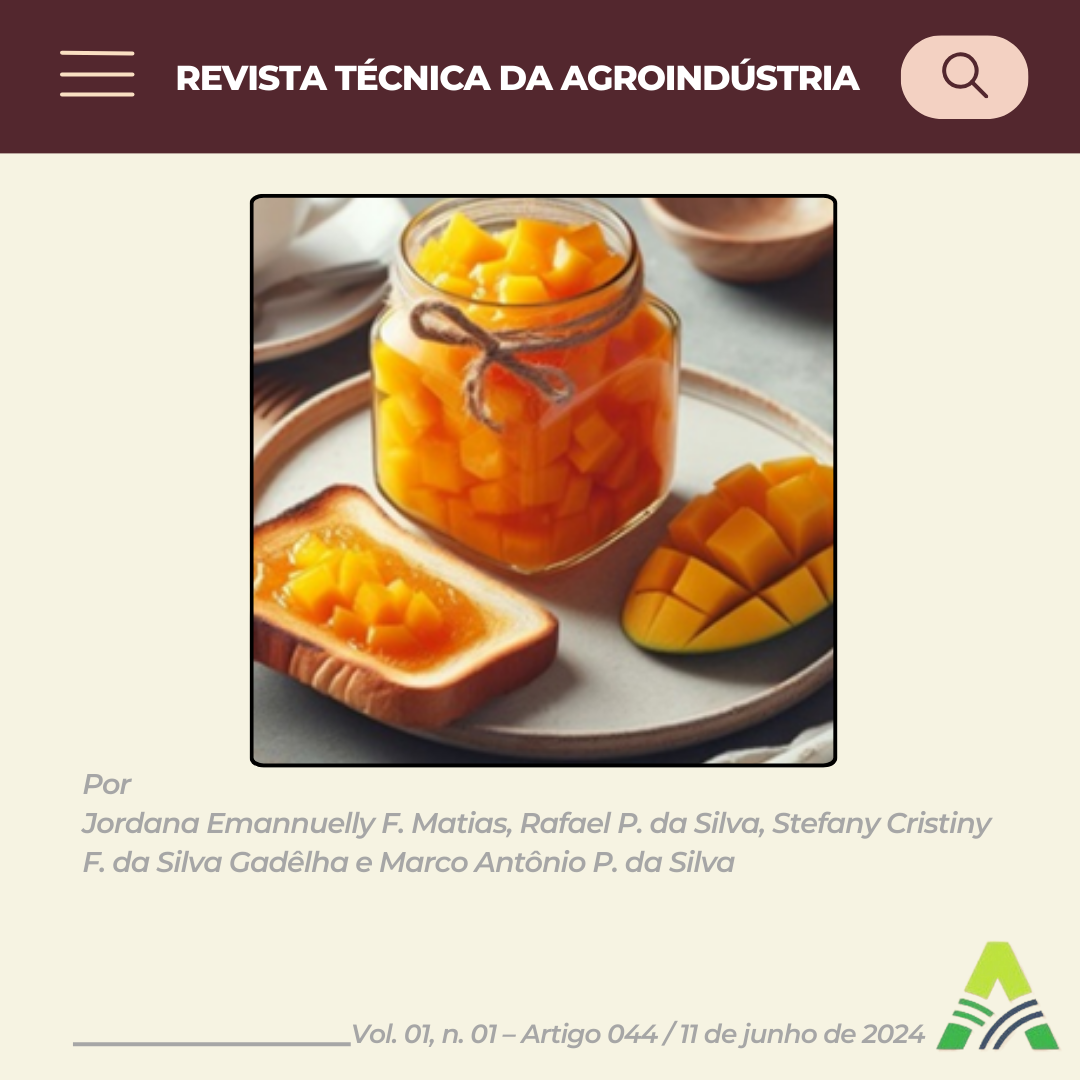 REVISTA TÉCNICA DA AGROINDÚSTRIA
Por
Jordana Emannuelly F. Matias, Rafael P. da Silva, Stefany Cristiny
F. da Silva Gadêlha e Marco Antônio P. da Silva
Vol. 01, n. 01 – Artigo 044 / 11 de junho de 2024